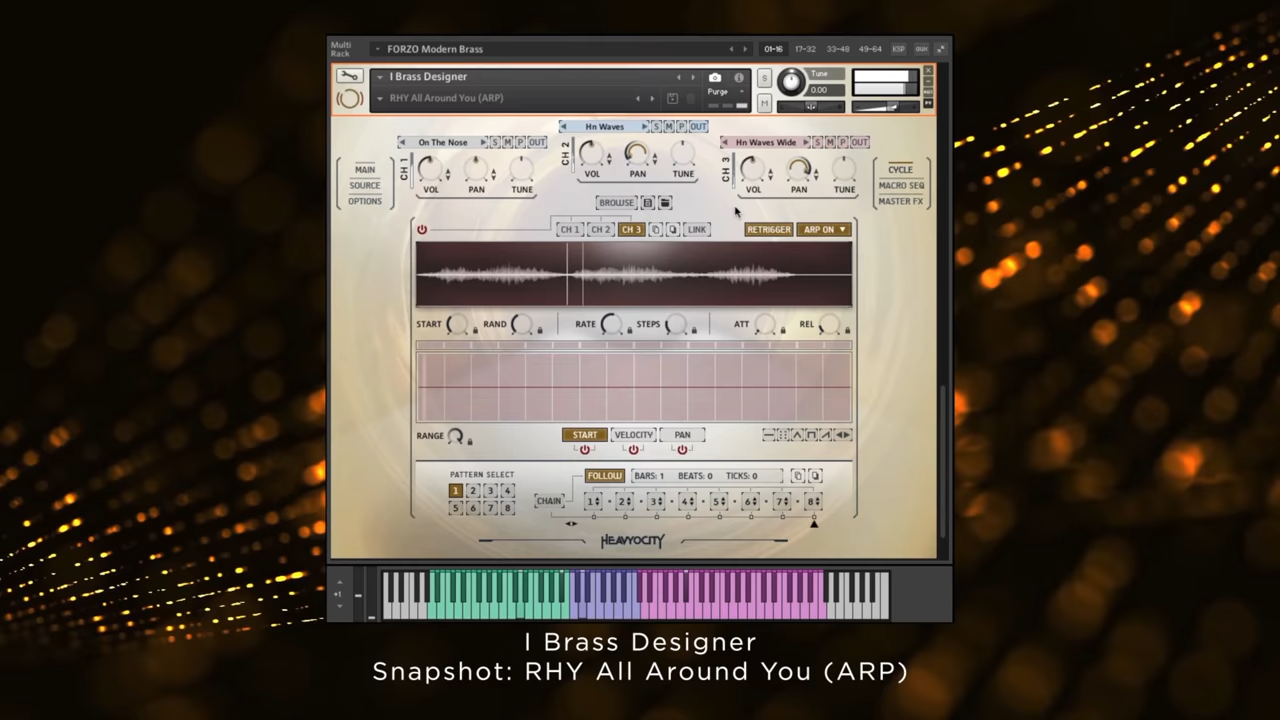 Multi Rack
FORZO Modern Brass
01-16 17-32 33-48 49-64 KSP AUX
I Brass Designer
Purge
S
M
Tune
0.00
RHY All Around You (ARP)
Hn Waves S M P OUT
On The Nose S M P OUT
Hn Waves Wide S M P OUT
CH 1
VOL PAN TUNE
CH 2
VOL PAN TUNE
CH 3
VOL PAN TUNE
MAIN
SOURCE
OPTIONS
CYCLE
MACRO SEQ
MASTER FX
BROWSE
CH 1 CH 2 CH 3 LINK
RETRIGGER ARP ON
START RAND RATE STEPS ATT REL
RANGE
START VELOCITY PAN
PATTERN SELECT
1 2 3 4
5 6 7 8
FOLLOW BARS: 1 BEATS: 0 TICKS: 0
CHAIN 1 2 3 4 5 6 7 8
HEAVYOCITY
+1
I Brass Designer
Snapshot: RHY All Around You (ARP)